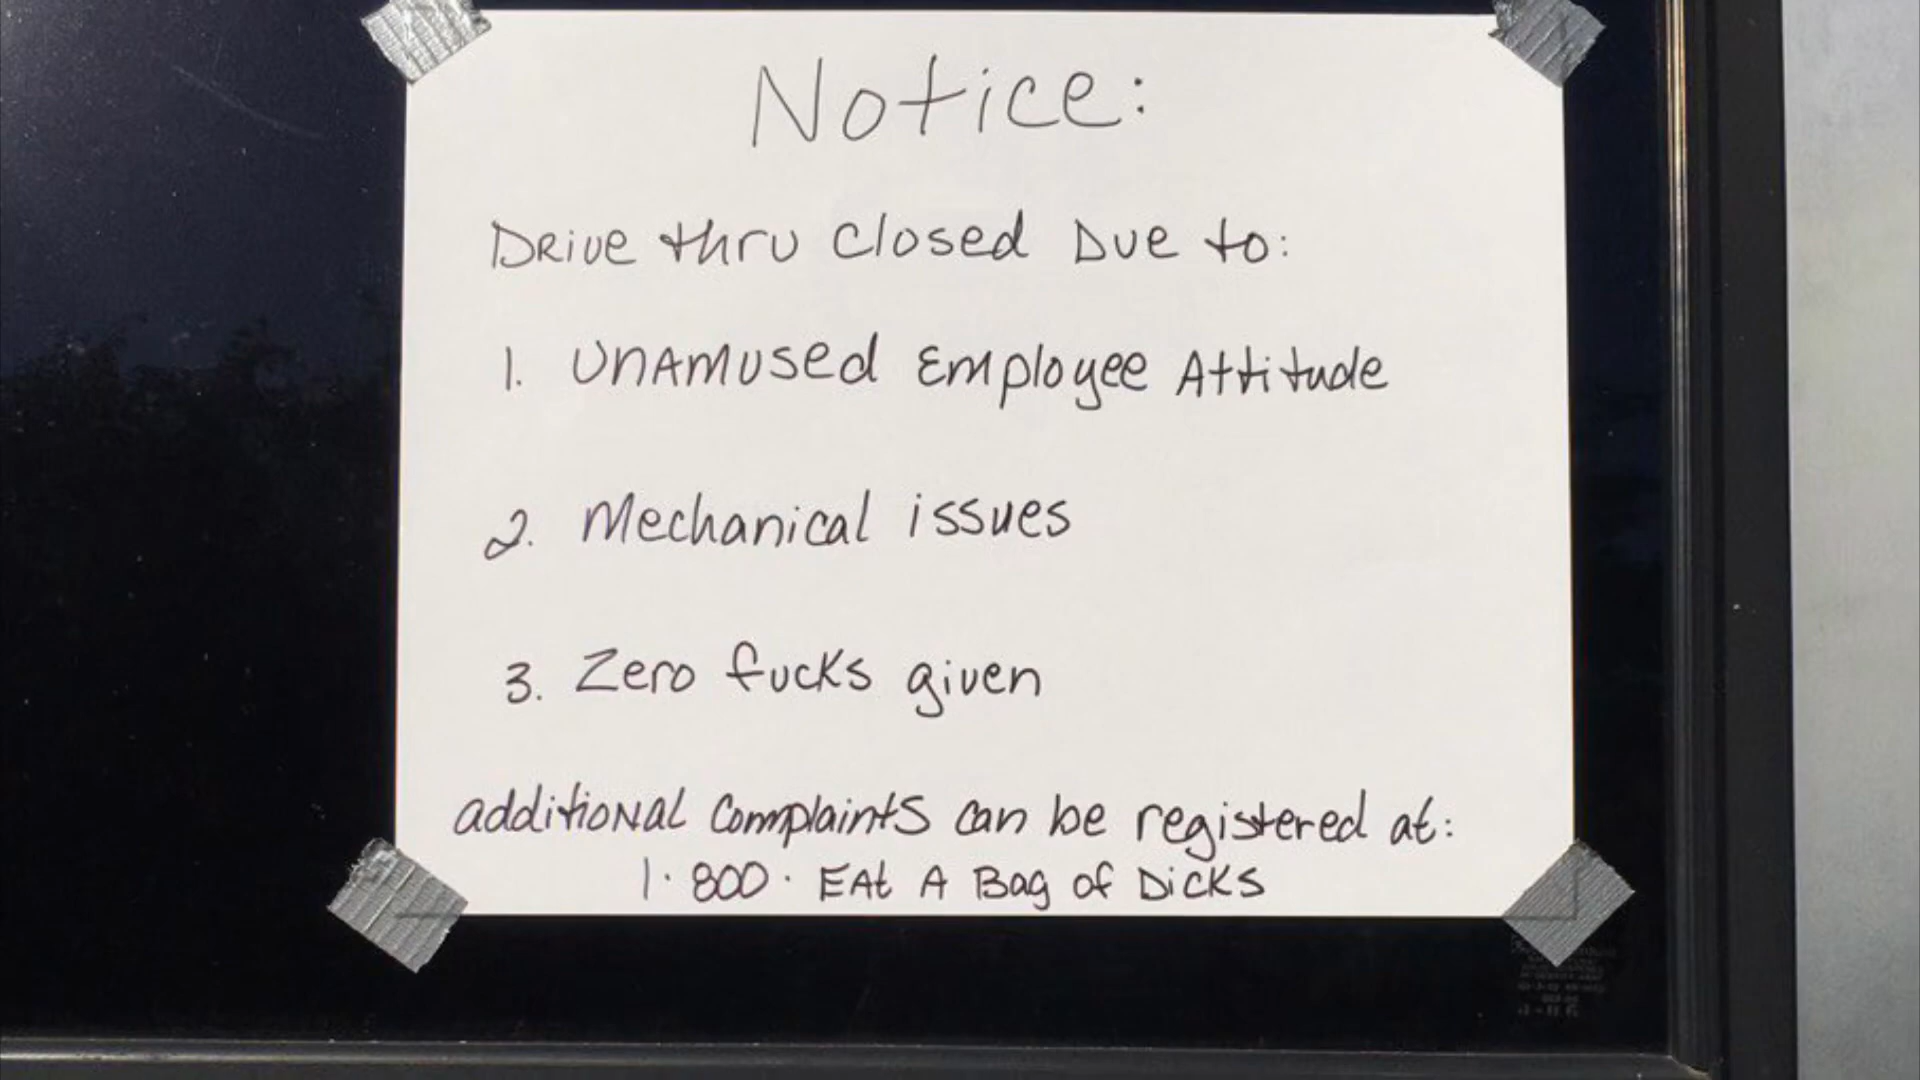 Notice:
Drive thru closed Due to:
1. Unamused Employee Attitude
2. Mechanical issues
3. Zero fucks given
additional Complaints can be registered at:
1·800· Eat A Bag of Dicks